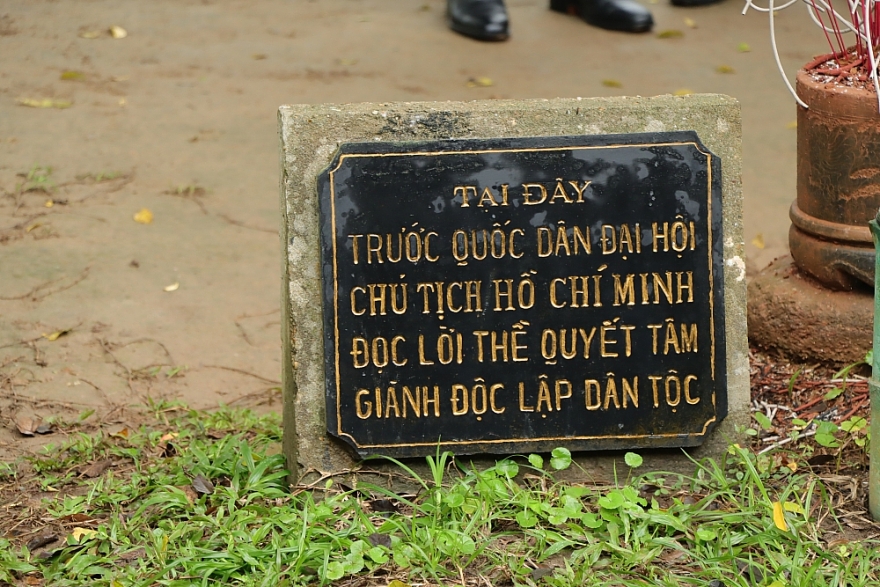 TẠI ĐÂY
TRƯỚC QUỐC DÂN ĐẠI HỘI
CHỦ TỊCH HỒ CHÍ MINH
ĐỌC LỜI THỀ QUYẾT TÂM
GIÀNH ĐỘC LẬP DÂN TỘC